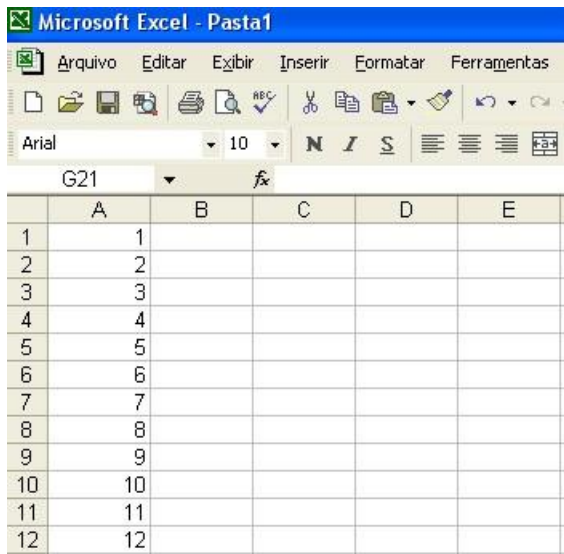 Microsoft Excel - Pasta1
Arquivo Editar Exibir Inserir Formatar Ferramentas
ABC
Arial 10 N I S a
G21 fx
A B C D E
1 1
2 2
3 3
4 4
5 5
6 6
7 7
8 8
9 9
10 10
11 11
12 12